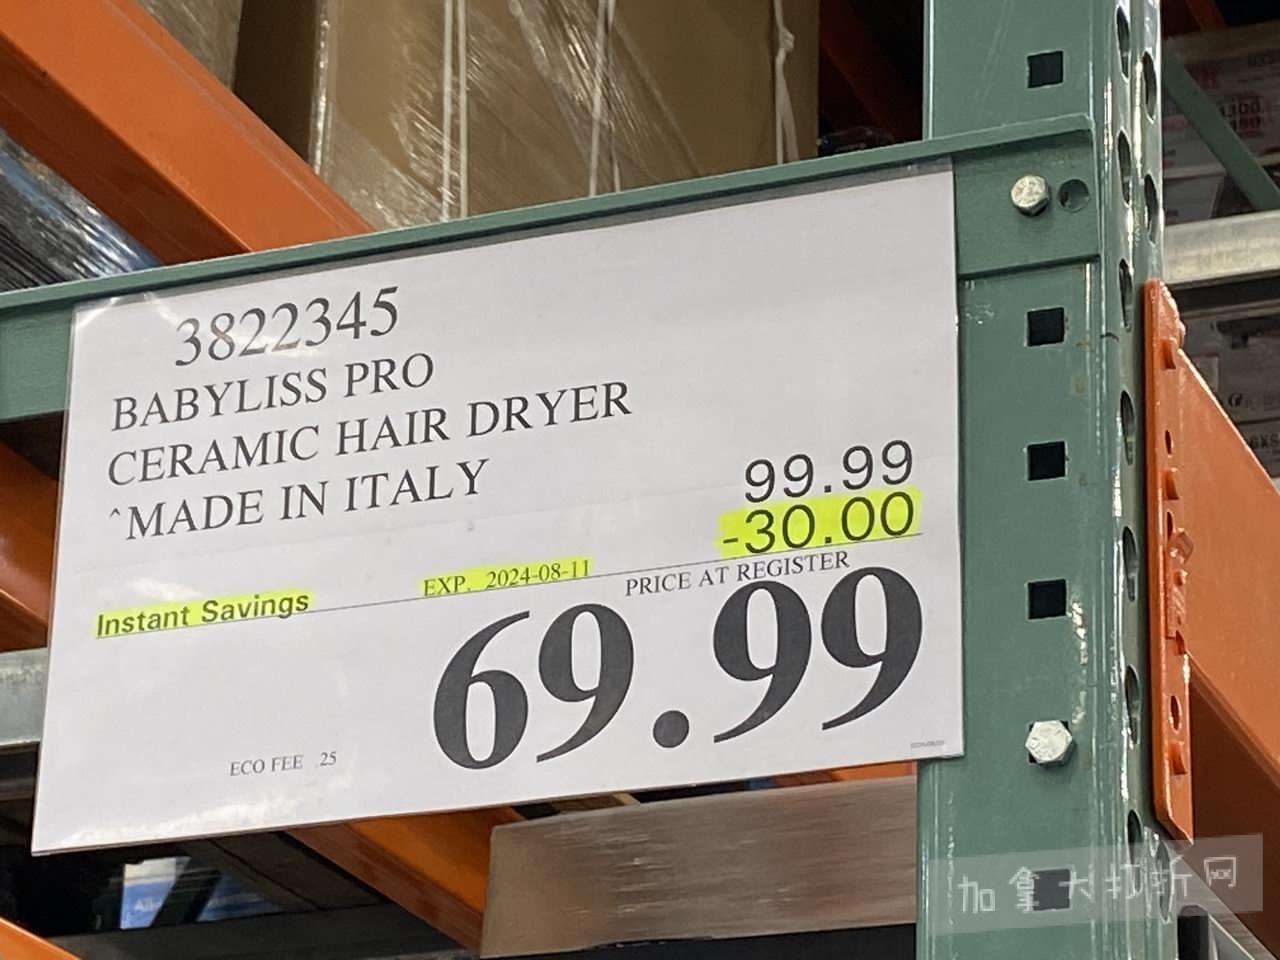 3822345
BABYLISS PRO
CERAMIC HAIR DRYER
^MADE IN ITALY
99.99
-30.00
Instant Savings EXP. 2024-08-11
PRICE AT REGISTER
69.99
ECO FEE .25
加拿大打折网